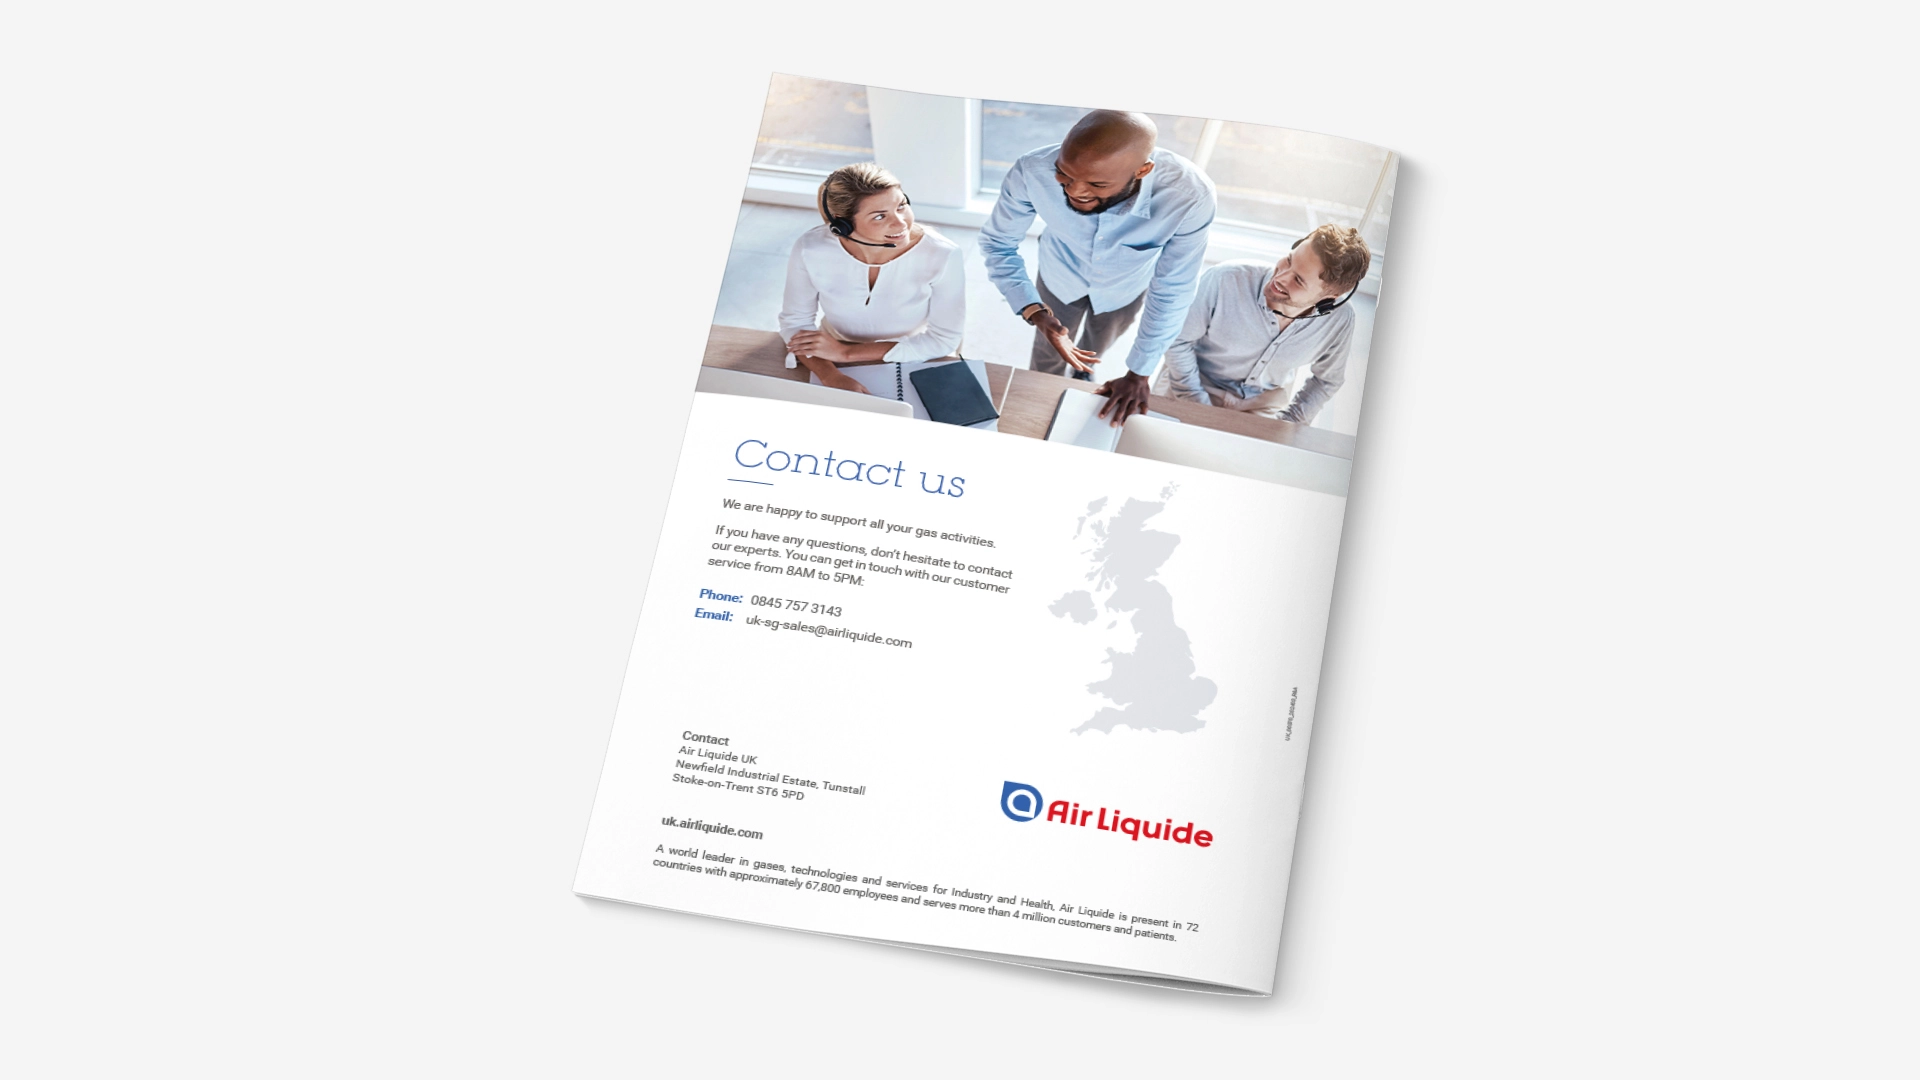 Contact us
We are happy to support all your gas activities.
If you have any questions, don't hesitate to contact
our experts. You can get in touch with our customer
service from 8AM to 5PM:
Phone: 0845 757 3143
Email: uk-sg-sales@airliquide.com
Contact
Air Liquide UK
Newfield Industrial Estate, Tunstall
Stoke-on-Trent ST6 5PD
Air Liquide
uk.airliquide.com
A world leader in gases, technologies and services for Industry and Health, Air Liquide is present in 72
countries with approximately 67,800 employees and serves more than 4 million customers and patients.